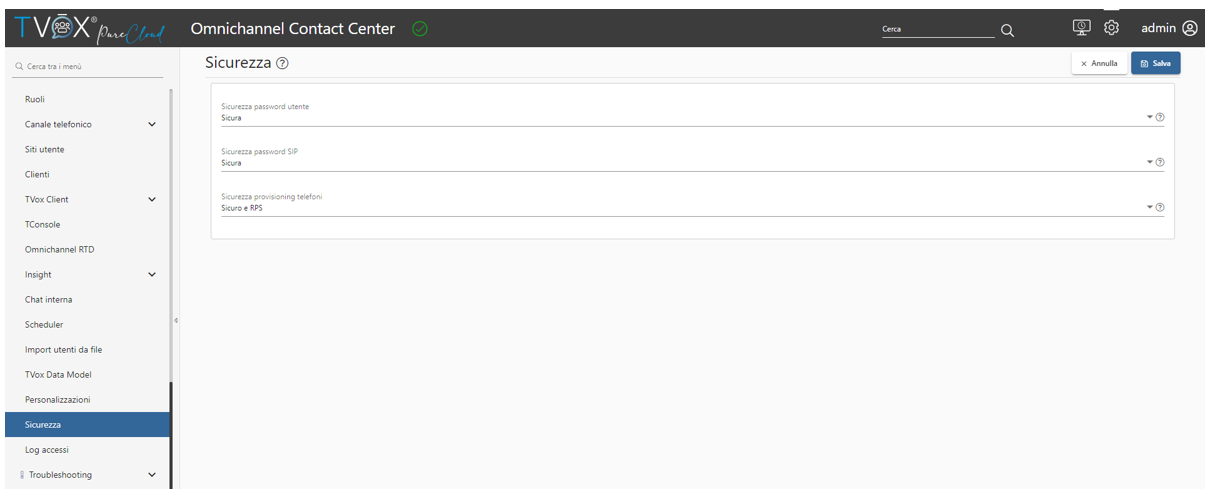 TVOX® PureCloud
Omnichannel Contact Center
Cerca
admin
Cerca tra i menù
Sicurezza
Annulla
Salva
Ruoli
Canale telefonico
Siti utente
Clienti
TVox Client
TConsole
Omnichannel RTD
Insight
Chat interna
Scheduler
Import utenti da file
TVox Data Model
Personalizzazioni
Sicurezza
Log accessi
Troubleshooting
Sicurezza password utente
Sicura
Sicurezza password SIP
Sicura
Sicurezza provisioning telefoni
Sicuro e RPS